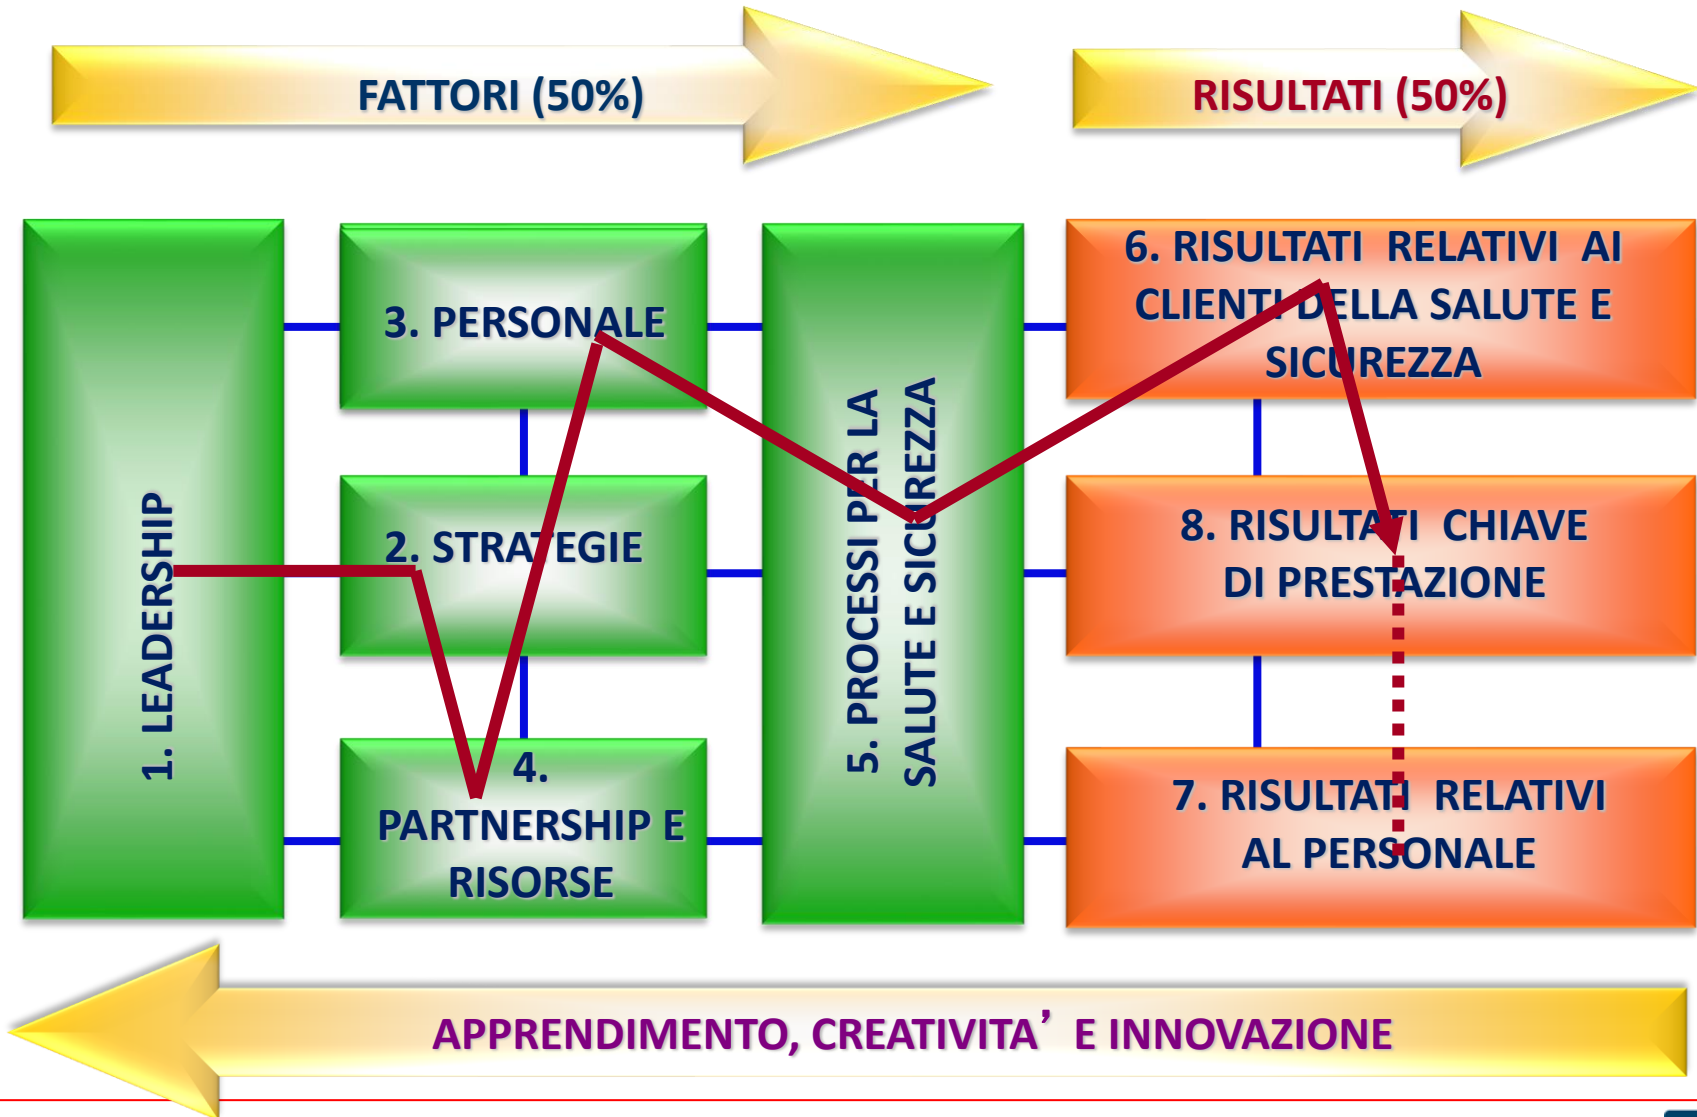 FATTORI (50%)
RISULTATI (50%)
1. LEADERSHIP
3. PERSONALE
2. STRATEGIE
4.
PARTNERSHIP E
RISORSE
5. PROCESSI PER LA
SALUTE E SICUREZZA
6. RISULTATI RELATIVI AI
CLIENTI DELLA SALUTE E
SICUREZZA
8. RISULTATI CHIAVE
DI PRESTAZIONE
7. RISULTATI RELATIVI
AL PERSONALE
APPRENDIMENTO, CREATIVITA’ E INNOVAZIONE